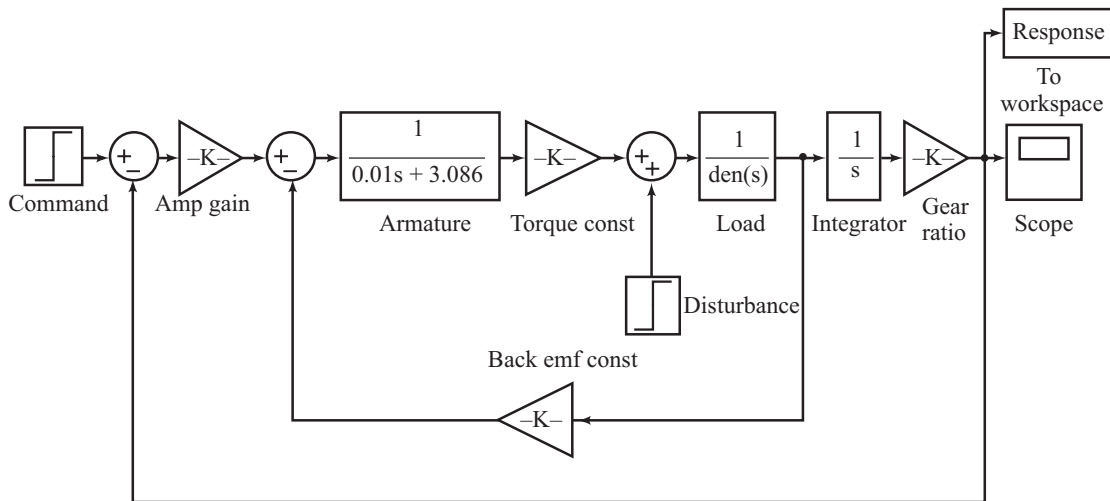 Response
To
workspace
Command
+
−
–K–
Amp gain
+
−
1
0.01s + 3.086
Armature
–K–
Torque const
+
+
1
den(s)
Load
1
s
Integrator
–K–
Gear
ratio
Scope
Disturbance
Back emf const
–K–